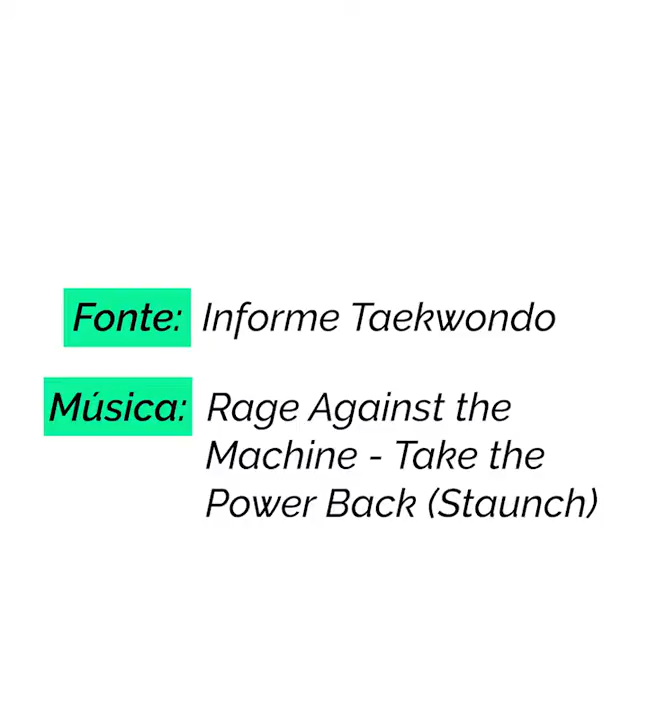 Fonte: Informe Taekwondo
Música: Rage Against the
Machine - Take the
Power Back (Staunch)